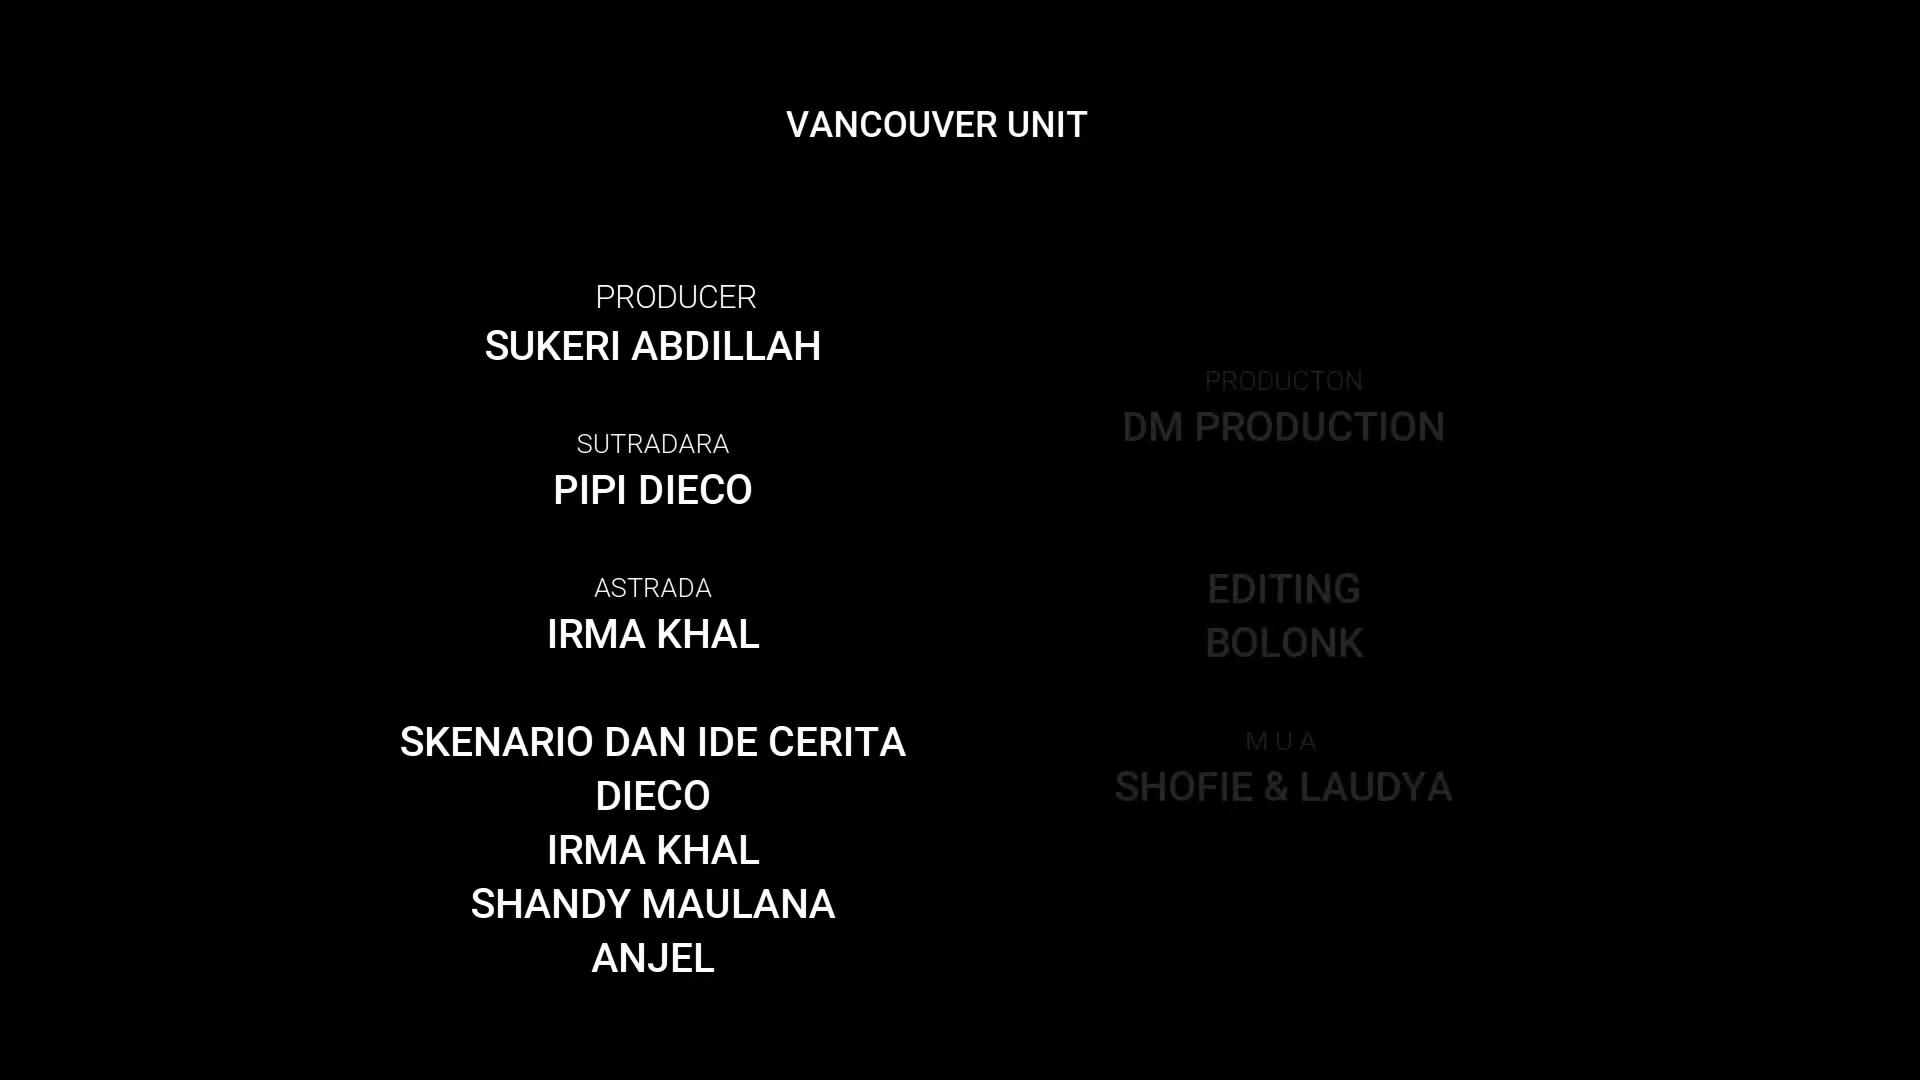 VANCOUVER UNIT
PRODUCER
SUKERI ABDILLAH
SUTRADARA
PIPI DIECO
ASTRADA
IRMA KHAL
SKENARIO DAN IDE CERITA
DIECO
IRMA KHAL
SHANDY MAULANA
ANJEL
PRODUCTON
DM PRODUCTION
EDITING
BOLONK
M U A
SHOFIE & LAUDYA